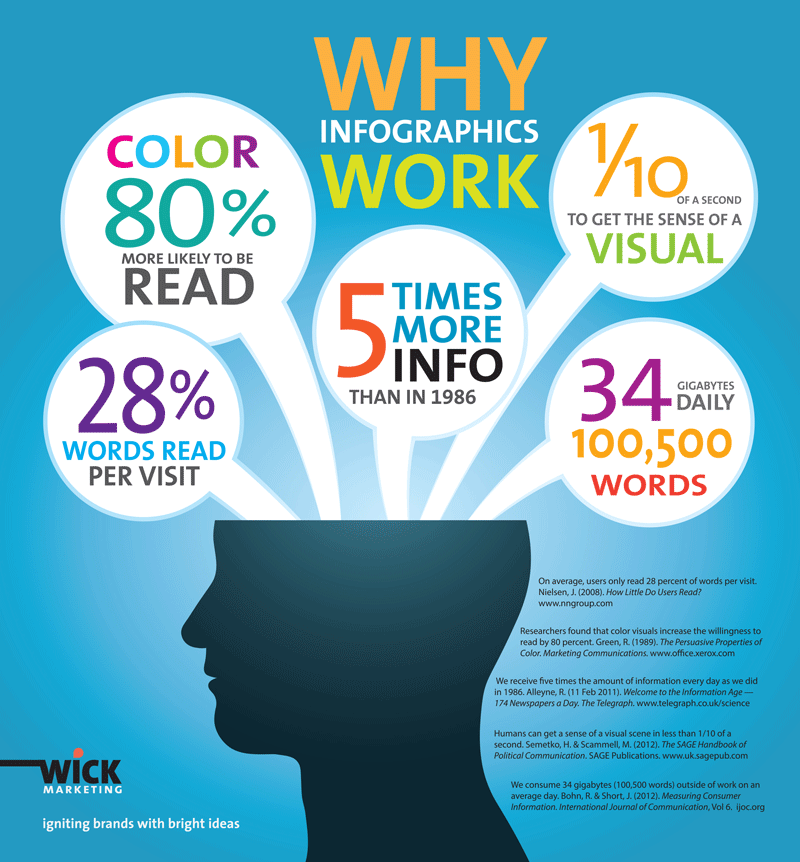 WHY
INFOGRAPHICS
WORK
COLOR
80%
MORE LIKELY TO BE
READ
1/10
OF A SECOND
TO GET THE SENSE OF A
VISUAL
5 TIMES
MORE
INFO
THAN IN 1986
28%
WORDS READ
PER VISIT
34 GIGABYTES
DAILY
100,500
WORDS
On average, users only read 28 percent of words per visit.
Nielsen, J. (2008). How Little Do Users Read?
www.nngroup.com
Researchers found that color visuals increase the willingness to
read by 80 percent. Green, R. (1989). The Persuasive Properties of
Color. Marketing Communications. www.office.xerox.com
We receive five times the amount of information every day as we did
in 1986. Alleyne, R. (11 Feb 2011). Welcome to the Information Age —
174 Newspapers a Day. The Telegraph. www.telegraph.co.uk/science
Humans can get a sense of a visual scene in less than 1/10 of a
second. Semetko, H. & Scammell, M. (2012). The SAGE Handbook of
Political Communication. SAGE Publications. www.uk.sagepub.com
We consume 34 gigabytes (100,500 words) outside of work on an
average day. Bohn, R. & Short, J. (2012). Measuring Consumer
Information. International Journal of Communication, Vol 6. ijoc.org
WICK
MARKETING
igniting brands with bright ideas